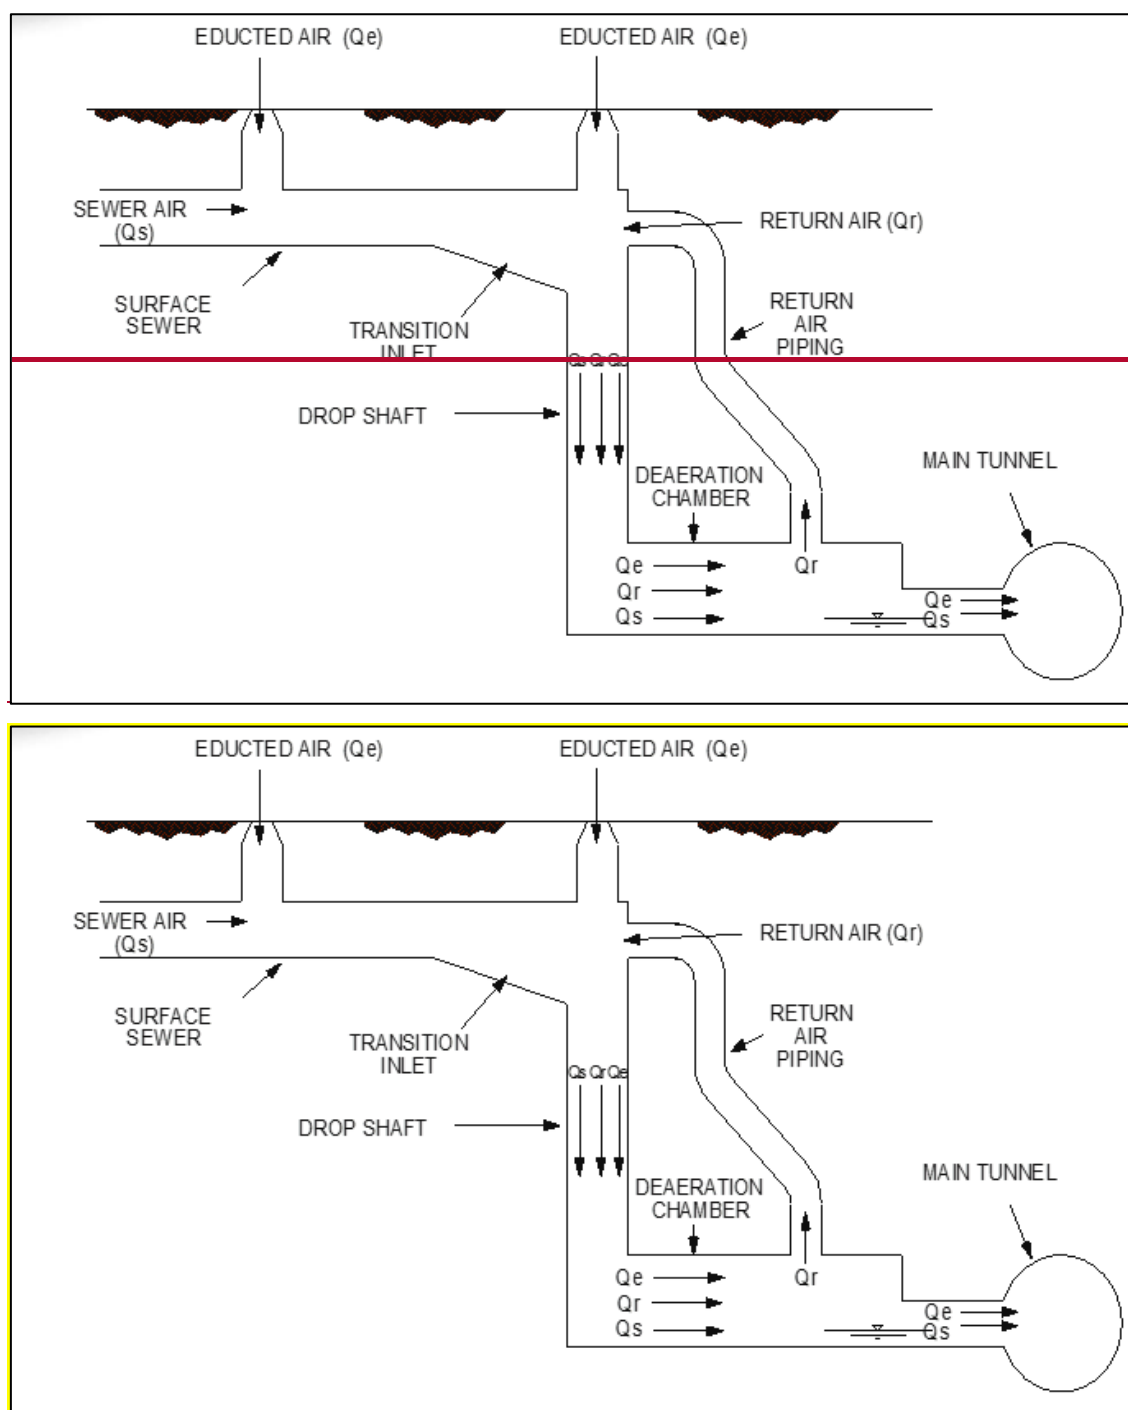 EDUCTED AIR (Qe)
EDUCTED AIR (Qe)
SEWER AIR
(Qs)
RETURN AIR (Qr)
SURFACE
SEWER
TRANSITION
INLET
RETURN
AIR
PIPING
DROP SHAFT
DEAERATION
CHAMBER
MAIN TUNNEL
Qe
Qr
Qs
Qr
Qe
Qs
EDUCTED AIR (Qe)
EDUCTED AIR (Qe)
SEWER AIR
(Qs)
RETURN AIR (Qr)
SURFACE
SEWER
TRANSITION
INLET
RETURN
AIR
PIPING
Qs Qr Qe
DROP SHAFT
DEAERATION
CHAMBER
MAIN TUNNEL
Qe
Qr
Qs
Qr
Qe
Qs